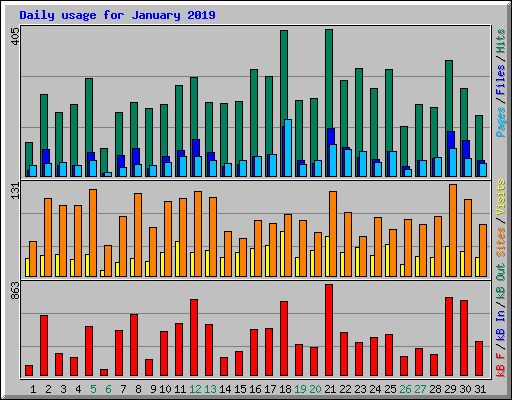 Daily usage for January 2019
405
Pages / Files / Hits
131
Sites / Visits
863
kB F / kB In / kB Out
1 2 3 4 5 6 7 8 9 10 11 12 13 14 15 16 17 18 19 20 21 22 23 24 25 26 27 28 29 30 31